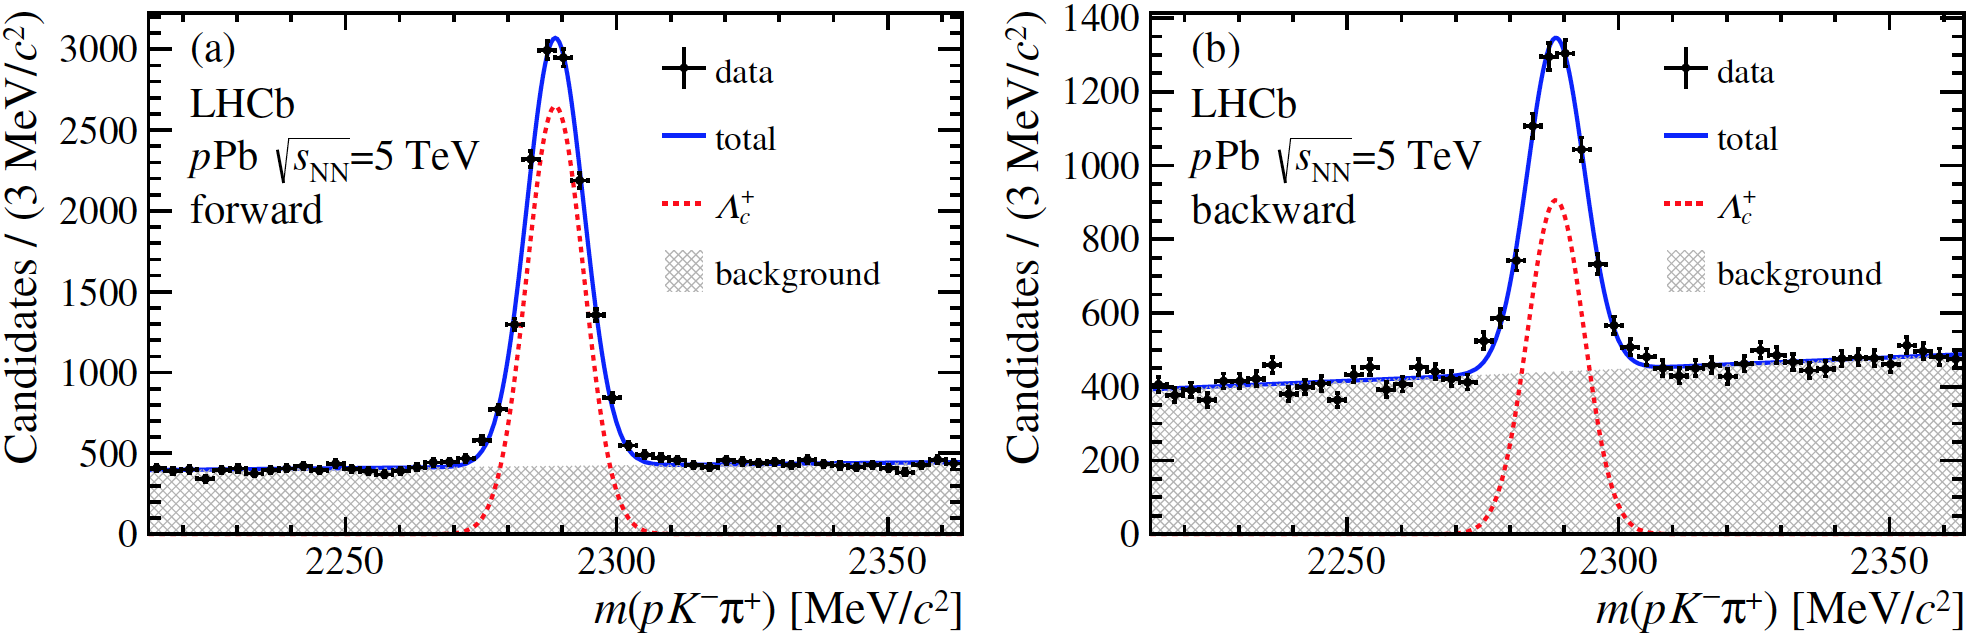 Candidates / (3 MeV/c²)
3000
2500
2000
1500
1000
500
0
(a)
LHCb
pPb √sNN=5 TeV
forward
data
total
Λc⁺
background
2250 2300 2350
m(pK⁻π⁺) [MeV/c²]
Candidates / (3 MeV/c²)
1400
1200
1000
800
600
400
200
0
(b)
LHCb
pPb √sNN=5 TeV
backward
data
total
Λc⁺
background
2250 2300 2350
m(pK⁻π⁺) [MeV/c²]